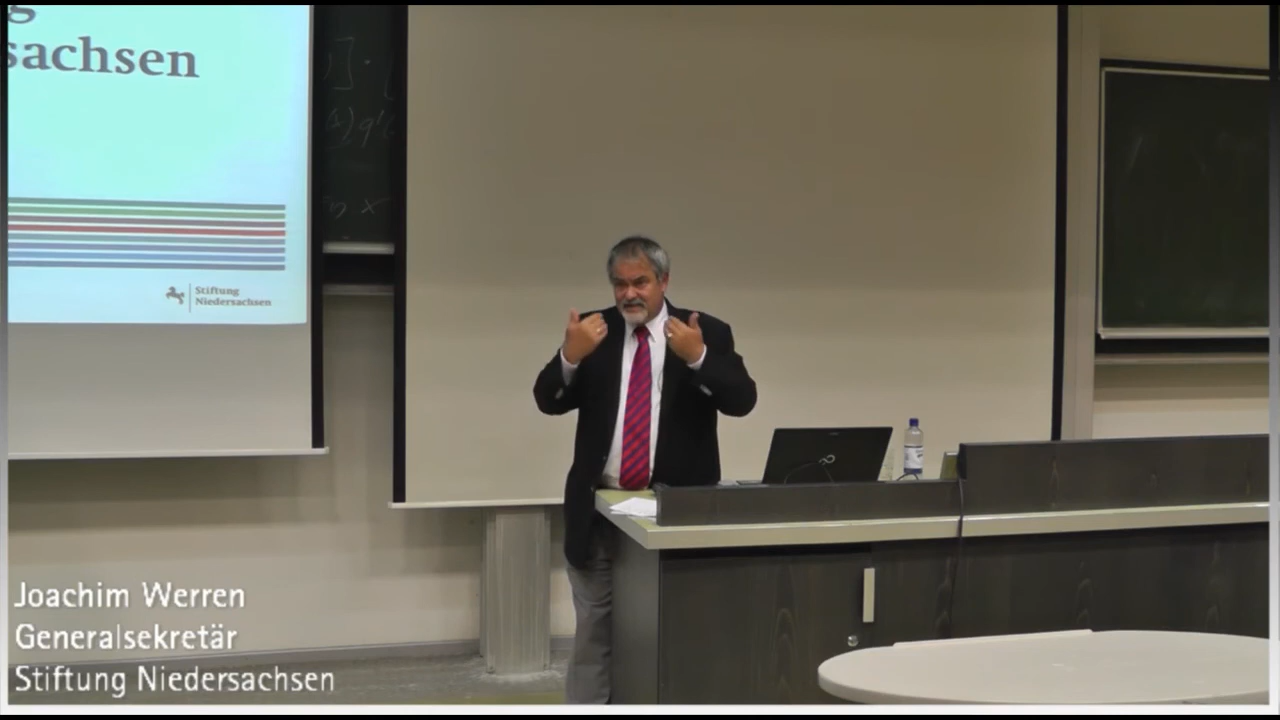 sachsen
Stiftung
Niedersachsen
Joachim Werren
Generalsekretär
Stiftung Niedersachsen